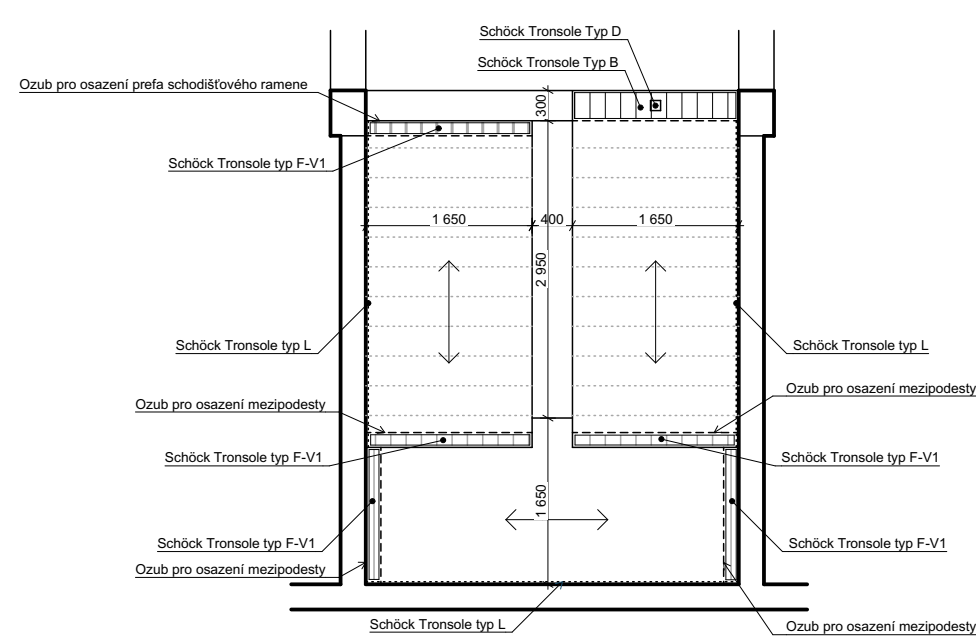 Schöck Tronsole Typ D
Schöck Tronsole Typ B
Ozub pro osazení prefa schodišťového ramene
300
Schöck Tronsole typ F-V1
1 650
400
1 650
2 950
Schöck Tronsole typ L
Schöck Tronsole typ L
Ozub pro osazení mezipodesty
Ozub pro osazení mezipodesty
Schöck Tronsole typ F-V1
Schöck Tronsole typ F-V1
1 650
Schöck Tronsole typ F-V1
Schöck Tronsole typ F-V1
Ozub pro osazení mezipodesty
Schöck Tronsole typ L
Ozub pro osazení mezipodesty